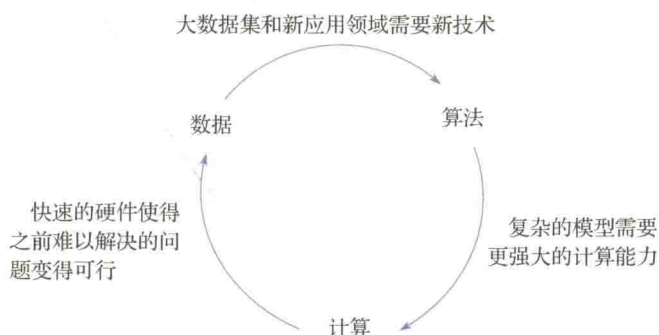 大数据集和新应用领域需要新技术
数据
算法
快速的硬件使得
之前难以解决的问
题变得可行
复杂的模型需要
更强大的计算能力
计算